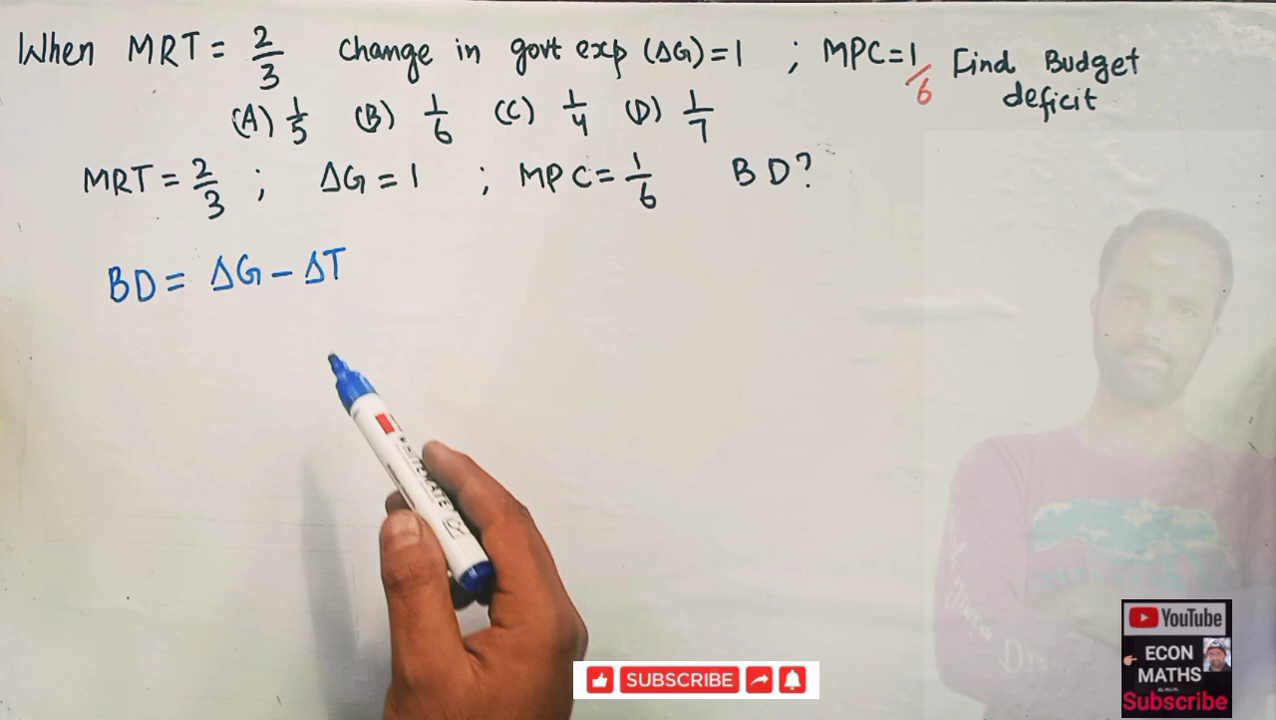 When MRT = 2/3 change in govt exp (ΔG) = 1 ; MPC = 1/6 Find Budget deficit
(A) 1/5 (B) 1/6 (C) 1/4 (D) 1/7
MRT = 2/3 ; ΔG = 1 ; MPC = 1/6 BD?
BD = ΔG - ΔT
SUBSCRIBE
YouTube
ECON
MATHS
Subscribe